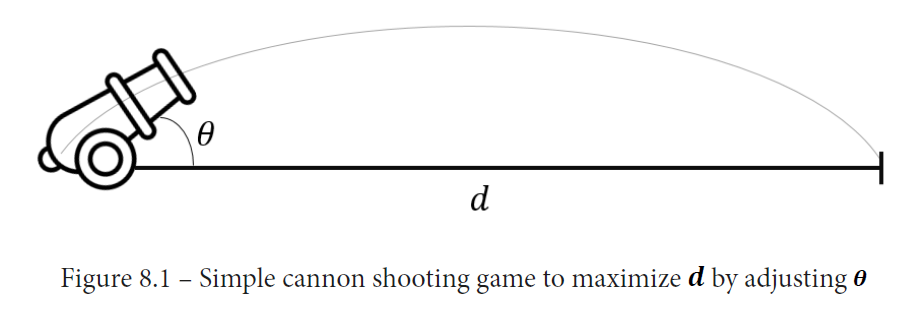 θ
d
Figure 8.1 – Simple cannon shooting game to maximize d by adjusting θ